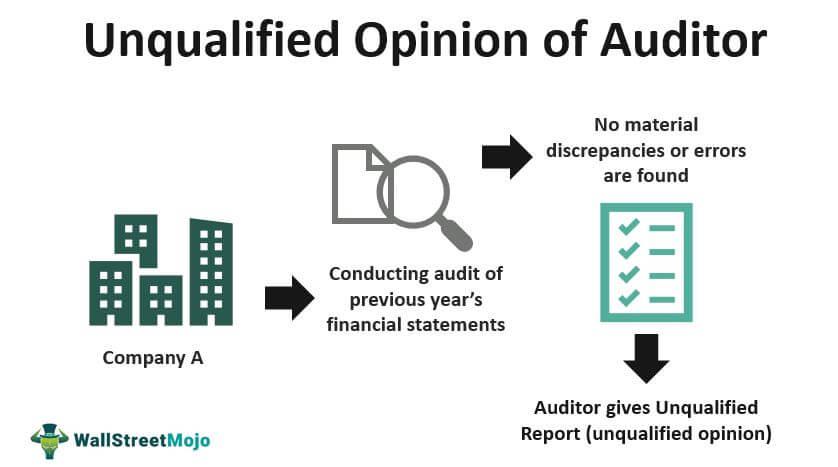 Unqualified Opinion of Auditor
No material
discrepancies or errors
are found
Conducting audit of
previous year’s
financial statements
Company A
Auditor gives Unqualified
Report (unqualified opinion)
WallStreetMojo